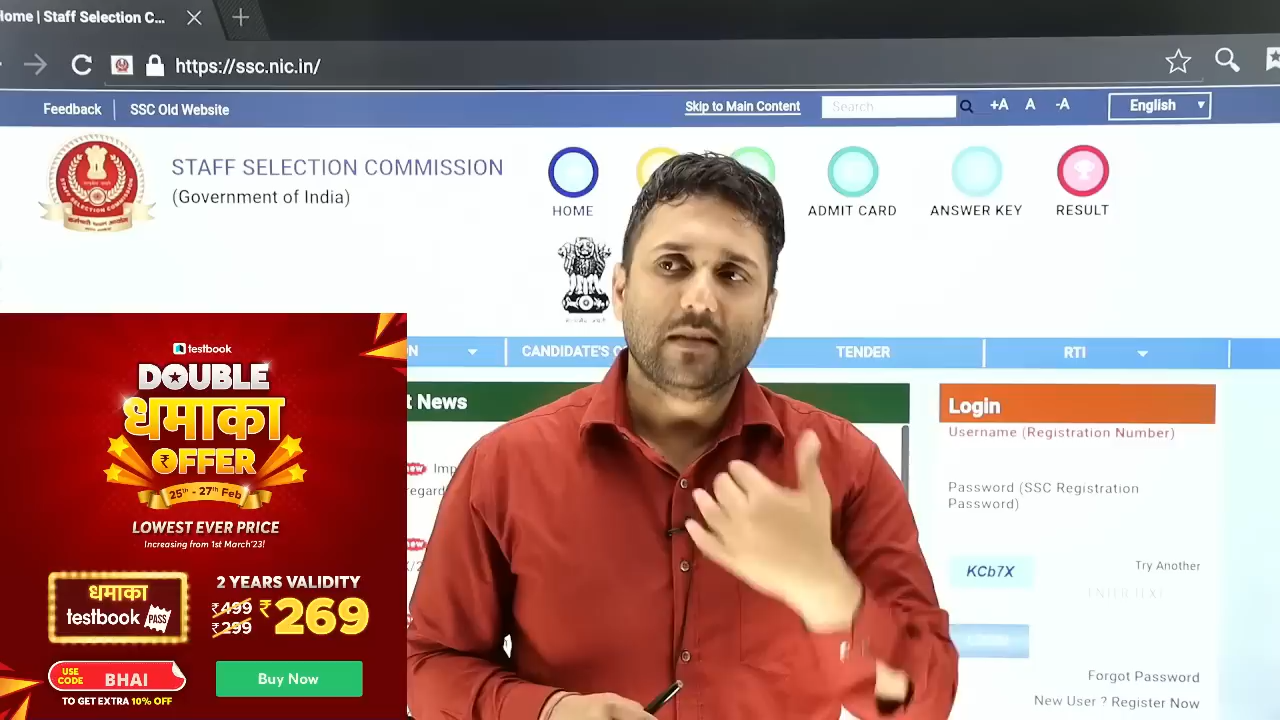 Home | Staff Selection C...
https://ssc.nic.in/
Feedback
SSC Old Website
Skip to Main Content
Search
+A
A
-A
English
STAFF SELECTION COMMISSION
(Government of India)
HOME
ADMIT CARD
ANSWER KEY
RESULT
CANDIDATE'S
TENDER
RTI
News
Login
Username (Registration Number)
Password (SSC Registration
Password)
KCb7X
Try Another
ENTER TEXT
LOGIN
Forgot Password
New User ? Register Now
testbook
DOUBLE
धमाका
₹
OFFER
25th - 27th Feb
LOWEST EVER PRICE
Increasing from 1st March'23!
धमाका
testbook PASS
2 YEARS VALIDITY
₹499
₹299
₹269
USE
CODE
BHAI
TO GET EXTRA 10% OFF
Buy Now